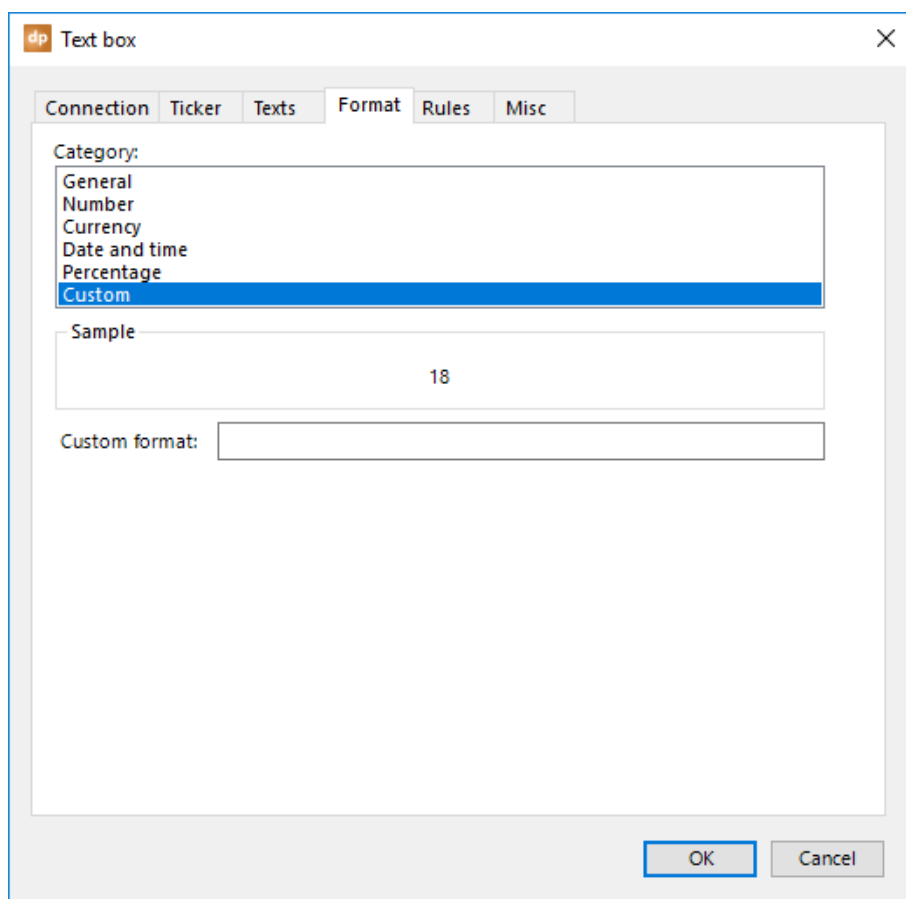 dp Text box
Connection Ticker Texts Format Rules Misc
Category:
General
Number
Currency
Date and time
Percentage
Custom
Sample
18
Custom format:
OK Cancel